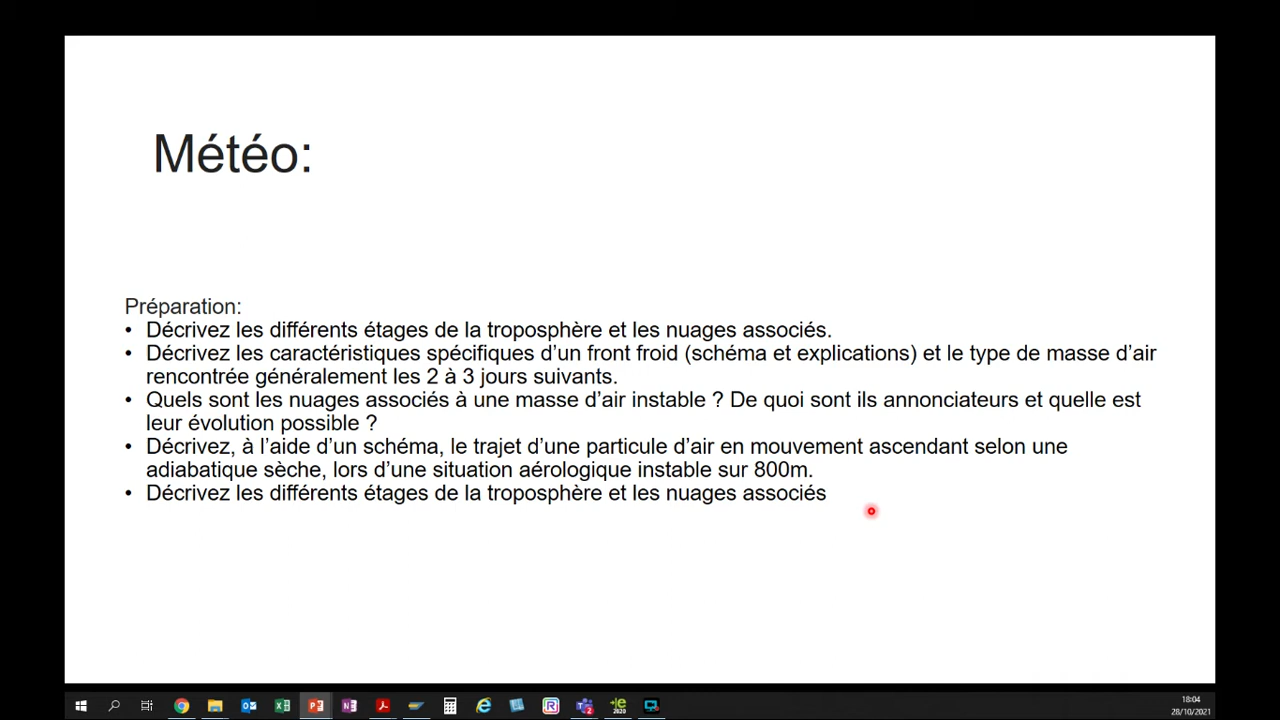 Météo:
Préparation:
• Décrivez les différents étages de la troposphère et les nuages associés.
• Décrivez les caractéristiques spécifiques d’un front froid (schéma et explications) et le type de masse d’air
rencontrée généralement les 2 à 3 jours suivants.
• Quels sont les nuages associés à une masse d’air instable ? De quoi sont ils annonciateurs et quelle est
leur évolution possible ?
• Décrivez, à l’aide d’un schéma, le trajet d’une particule d’air en mouvement ascendant selon une
adiabatique sèche, lors d’une situation aérologique instable sur 800m.
• Décrivez les différents étages de la troposphère et les nuages associés
18:04
28/10/2021